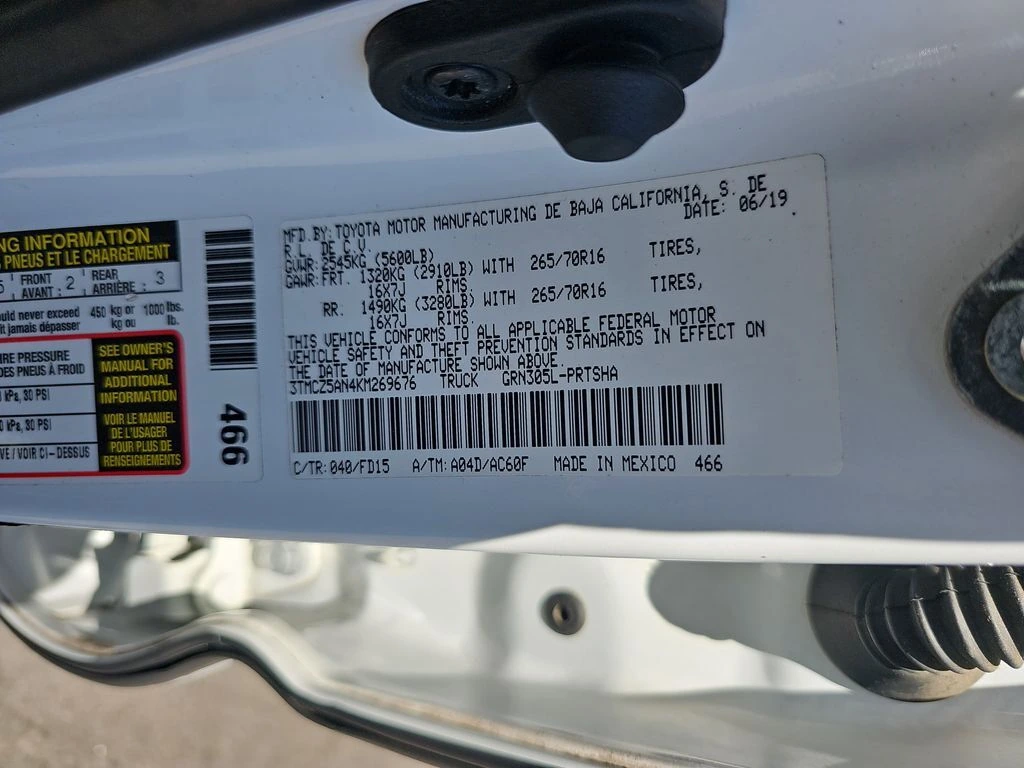 NG INFORMATION
PNEUS ET LE CHARGEMENT
FRONT
AVANT : 2
REAR
ARRIÈRE : 3
should never exceed 450 kg or 1000 lbs.
it jamais dépasser kg ou lb.
IRE PRESSURE
DES PNEUS À FROID
kPa, 30 PSI
kPa, 30 PSI
VE / VOIR CI-DESSUS
SEE OWNER'S
MANUAL FOR
ADDITIONAL
INFORMATION
VOIR LE MANUEL
DE L'USAGER
POUR PLUS DE
RENSEIGNEMENTS
466
MFD.BY:TOYOTA MOTOR MANUFACTURING DE BAJA CALIFORNIA, S. DE
R.L. DE C.V. DATE: 06/19
GVWR:2545KG (5600LB)
GAWR:FRT. 1320KG (2910LB) WITH 265/70R16 TIRES,
16X7J RIMS.
RR. 1490KG (3280LB) WITH 265/70R16 TIRES,
16X7J RIMS.
THIS VEHICLE CONFORMS TO ALL APPLICABLE FEDERAL MOTOR
VEHICLE SAFETY AND THEFT PREVENTION STANDARDS IN EFFECT ON
THE DATE OF MANUFACTURE SHOWN ABOVE.
3TMCZ5AN4KM269676 TRUCK GRN305L-PRTSHA
C/TR: 040/FD15 A/TM: A04D/AC60F MADE IN MEXICO 466